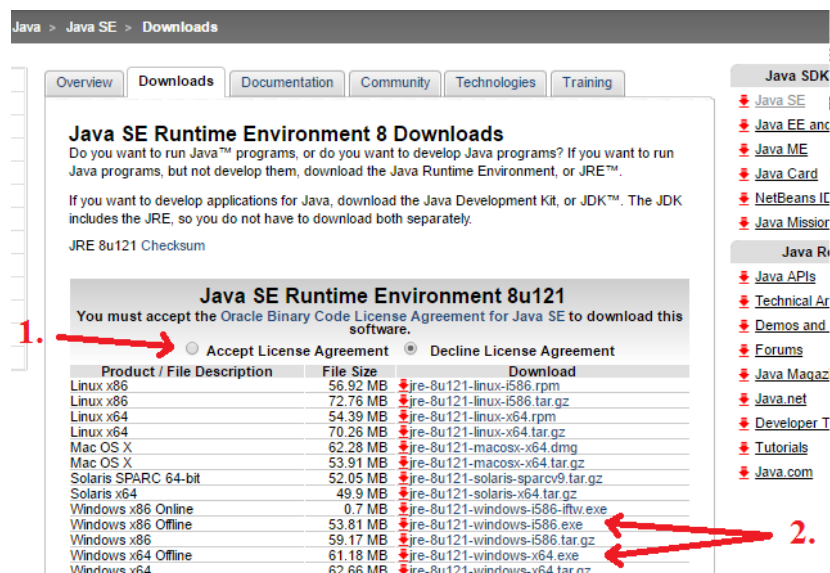 Java > Java SE > Downloads
Overview Downloads Documentation Community Technologies Training
Java SE Runtime Environment 8 Downloads
Do you want to run Java™ programs, or do you want to develop Java programs? If you want to run
Java programs, but not develop them, download the Java Runtime Environment, or JRE™.
If you want to develop applications for Java, download the Java Development Kit, or JDK™. The JDK
includes the JRE, so you do not have to download both separately.
JRE 8u121 Checksum
Java SE Runtime Environment 8u121
You must accept the Oracle Binary Code License Agreement for Java SE to download this
software.
1.
Accept License Agreement Decline License Agreement
Product / File Description File Size Download
Linux x86 56.92 MB jre-8u121-linux-i586.rpm
Linux x86 72.76 MB jre-8u121-linux-i586.tar.gz
Linux x64 54.39 MB jre-8u121-linux-x64.rpm
Linux x64 70.26 MB jre-8u121-linux-x64.tar.gz
Mac OS X 62.28 MB jre-8u121-macosx-x64.dmg
Mac OS X 53.91 MB jre-8u121-macosx-x64.tar.gz
Solaris SPARC 64-bit 52.05 MB jre-8u121-solaris-sparcv9.tar.gz
Solaris x64 49.9 MB jre-8u121-solaris-x64.tar.gz
Windows x86 Online 0.7 MB jre-8u121-windows-i586-iftw.exe
Windows x86 Offline 53.81 MB jre-8u121-windows-i586.exe
Windows x86 59.17 MB jre-8u121-windows-i586.tar.gz
Windows x64 Offline 61.18 MB jre-8u121-windows-x64.exe
Windows x64 62.66 MB jre-8u121-windows-x64.tar.gz
2.
Java SDK
Java SE
Java EE and
Java ME
Java Card
NetBeans
Java Mission
Java
Java APIs
Technical
Demos and
Forums
Java
Java.net
Developer
Tutorials
Java.com